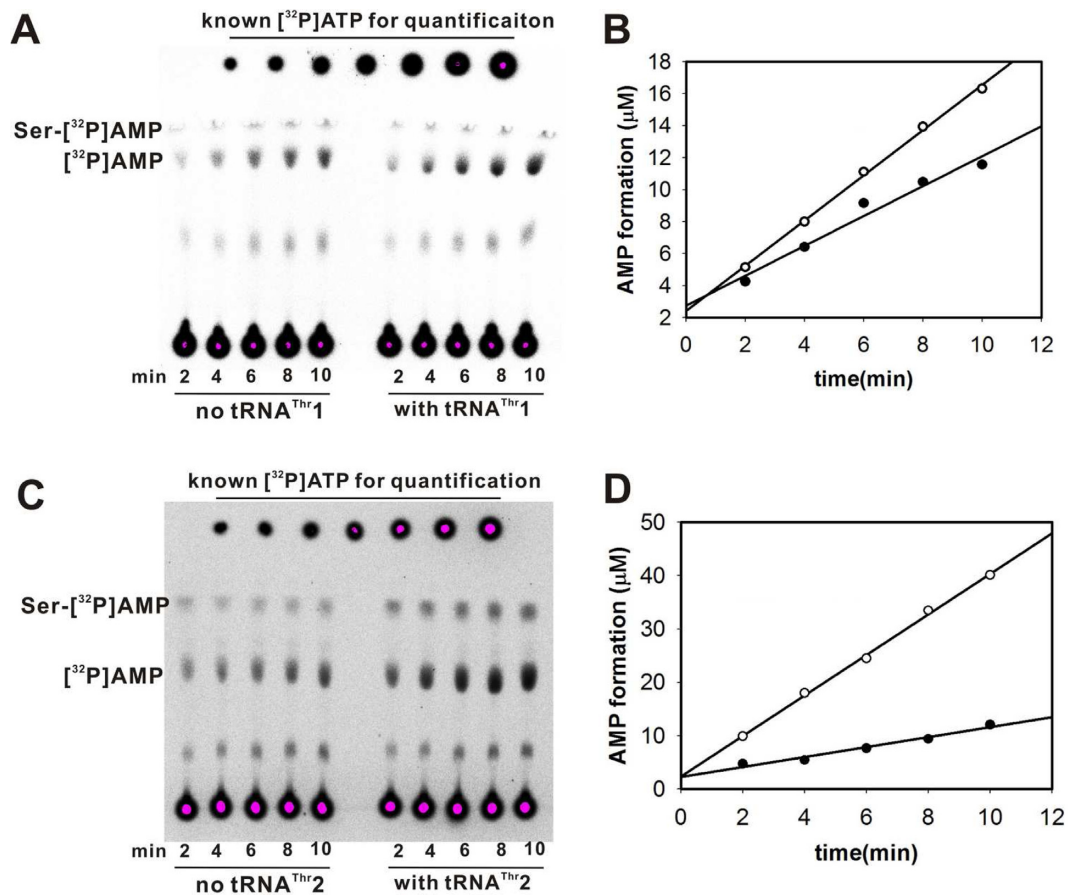 A
known [³²P]ATP for quantificaiton
Ser-[³²P]AMP
[³²P]AMP
min 2 4 6 8 10 2 4 6 8 10
no tRNAᵀʰʳ1 with tRNAᵀʰʳ1
B
AMP formation (μM)
18
16
14
12
10
8
6
4
2
0 2 4 6 8 10 12
time(min)
C
known [³²P]ATP for quantification
Ser-[³²P]AMP
[³²P]AMP
min 2 4 6 8 10 2 4 6 8 10
no tRNAᵀʰʳ2 with tRNAᵀʰʳ2
D
AMP formation (μM)
50
40
30
20
10
0
0 2 4 6 8 10 12
time(min)